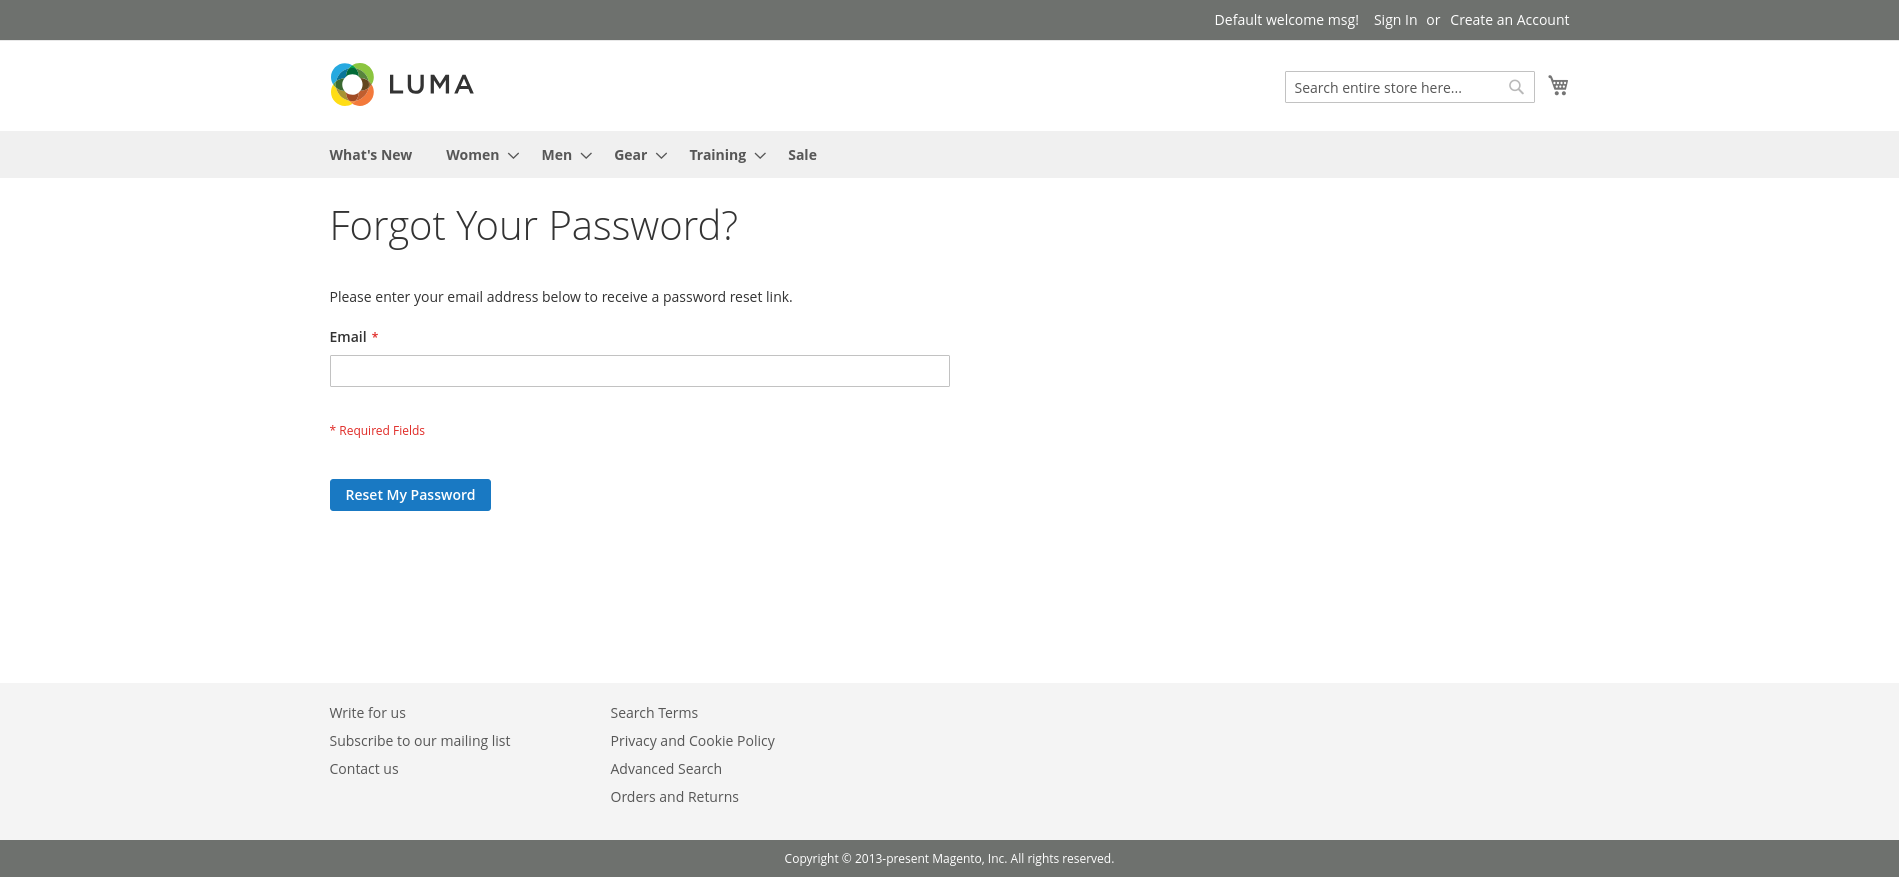 Default welcome msg! Sign In or Create an Account
LUMA
Search entire store here...
What's New Women Men Gear Training Sale
Forgot Your Password?
Please enter your email address below to receive a password reset link.
Email *
* Required Fields
Reset My Password
Write for us
Subscribe to our mailing list
Contact us
Search Terms
Privacy and Cookie Policy
Advanced Search
Orders and Returns
Copyright © 2013-present Magento, Inc. All rights reserved.